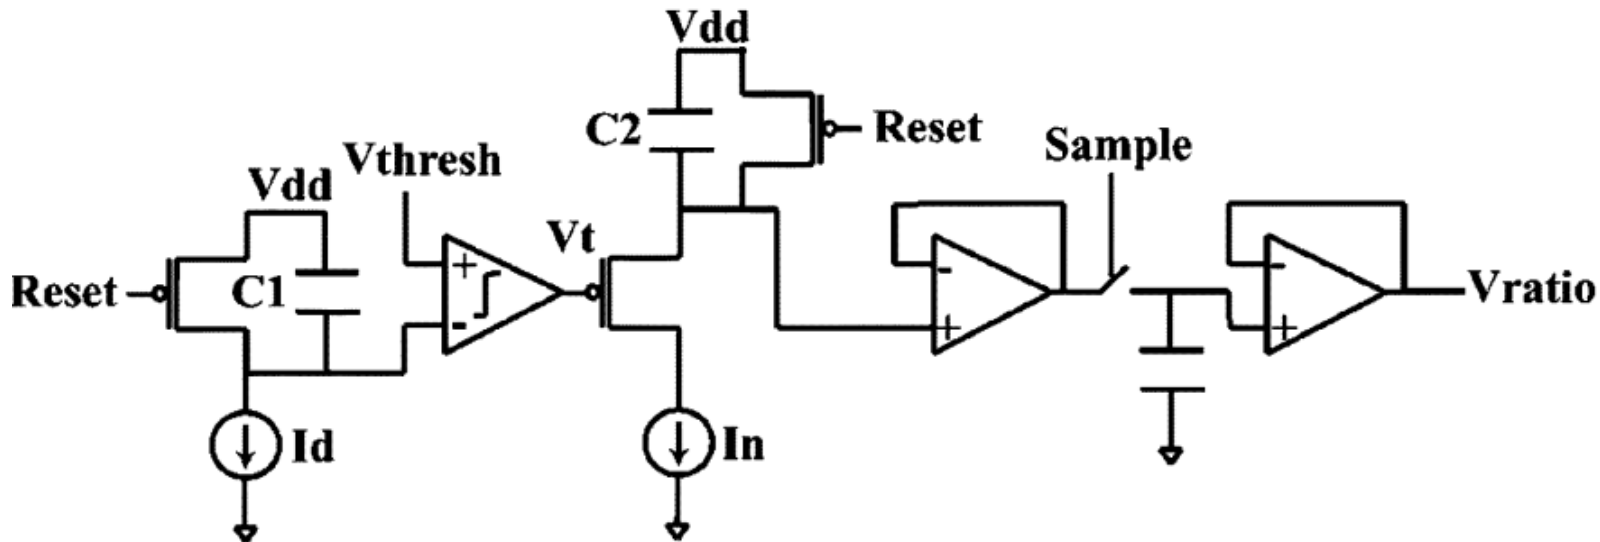 Vdd
C2
Reset
Sample
Vthresh
Vdd
Vt
Reset
C1
+
-
-
+
-
+
Vratio
Id
In